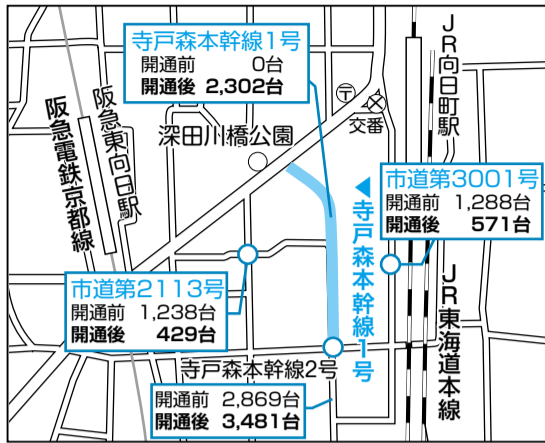 寺戸森本幹線1号
開通前 0台
開通後 2,302台
〒
交番
JR向日町駅
阪急東向日駅
阪急電鉄京都線
深田川橋公園
市道第3001号
開通前 1,288台
開通後 571台
◀寺戸森本幹線1号
市道第2113号
開通前 1,238台
開通後 429台
JR東海道本線
寺戸森本幹線2号
開通前 2,869台
開通後 3,481台